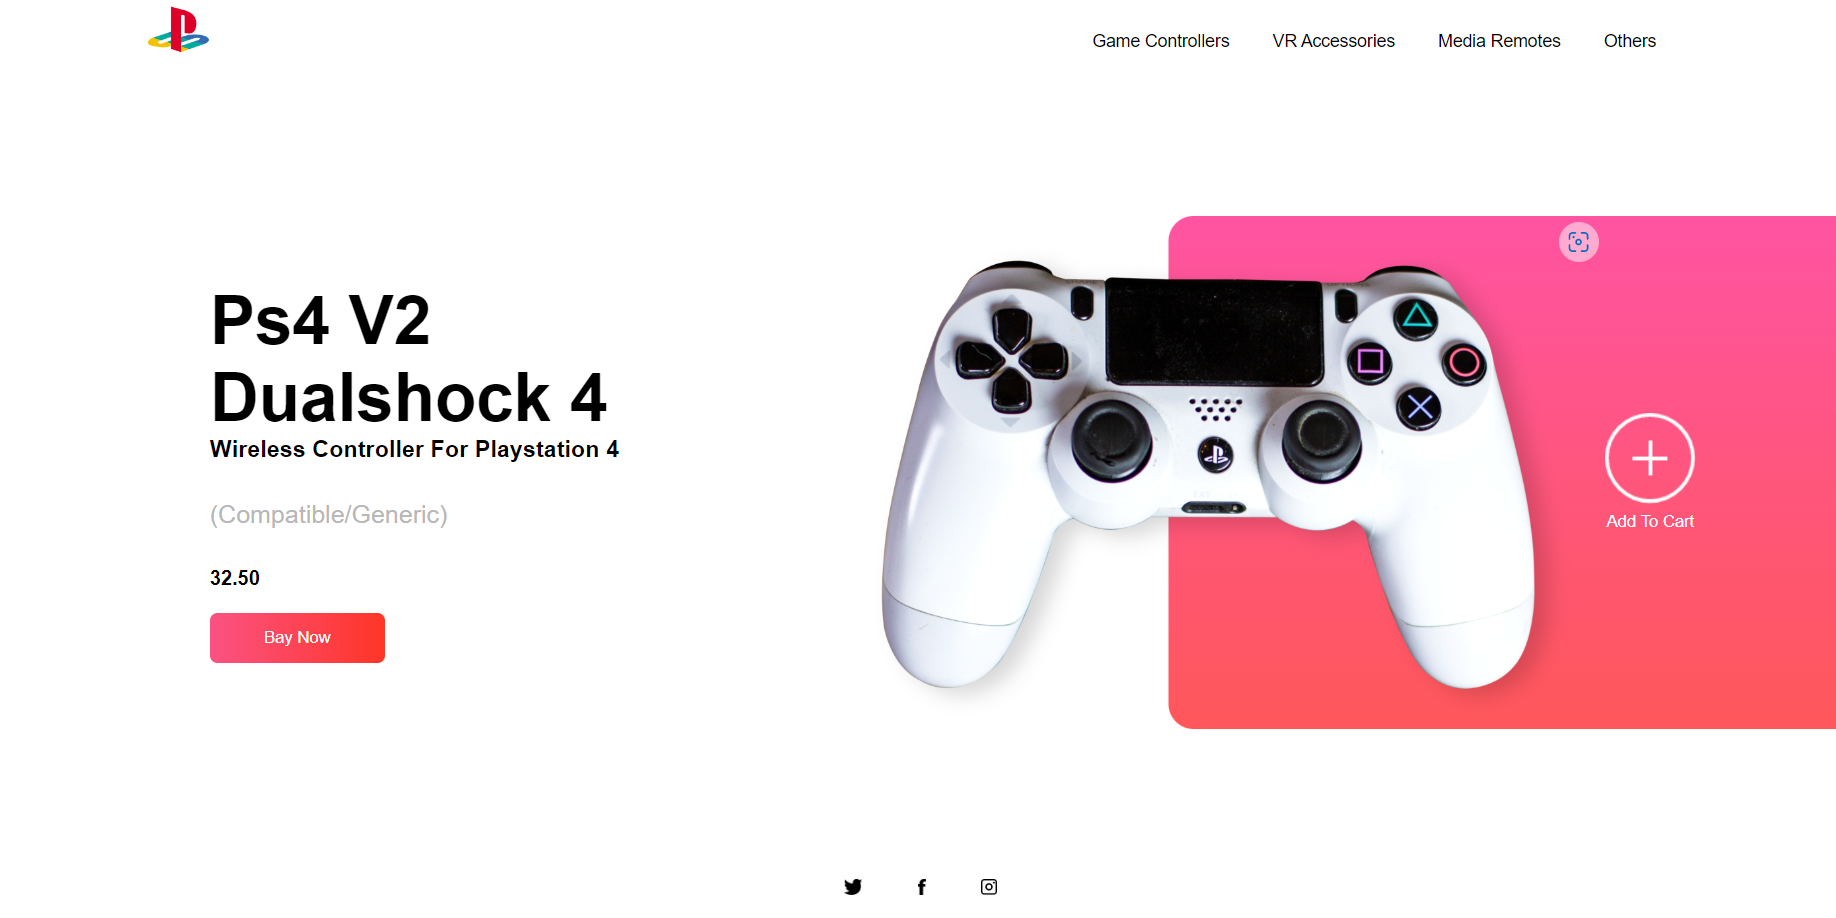 Game Controllers
VR Accessories
Media Remotes
Others
Ps4 V2
Dualshock 4
Wireless Controller For Playstation 4
(Compatible/Generic)
32.50
Bay Now
Add To Cart